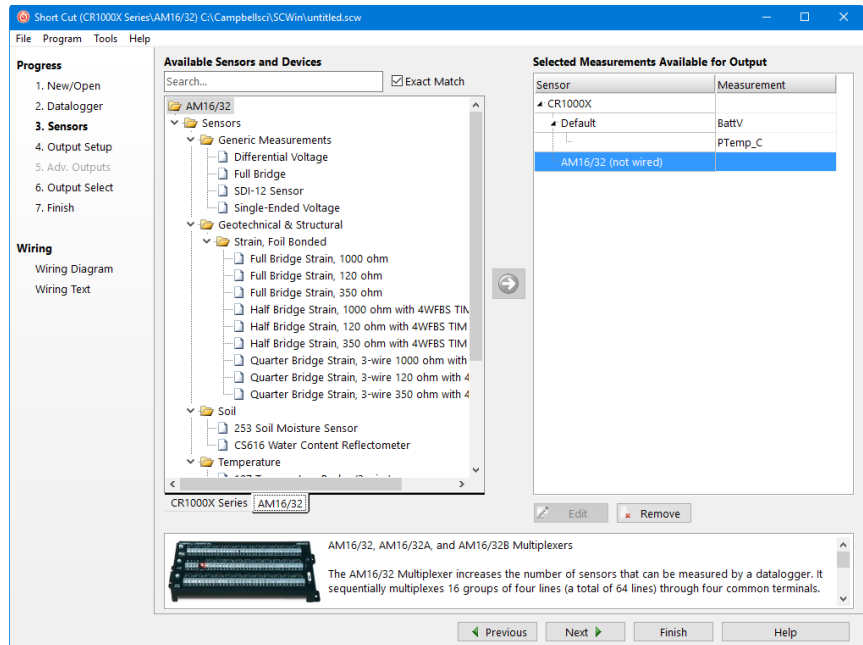 Short Cut (CR1000X Series\AM16/32) C:\Campbellsci\SCWin\untitled.scw
File Program Tools Help
Progress
1. New/Open
2. Datalogger
3. Sensors
4. Output Setup
5. Adv. Outputs
6. Output Select
7. Finish
Wiring
Wiring Diagram
Wiring Text
Available Sensors and Devices
Search...
Exact Match
AM16/32
Sensors
Generic Measurements
Differential Voltage
Full Bridge
SDI-12 Sensor
Single-Ended Voltage
Geotechnical & Structural
Strain, Foil Bonded
Full Bridge Strain, 1000 ohm
Full Bridge Strain, 120 ohm
Full Bridge Strain, 350 ohm
Half Bridge Strain, 1000 ohm with 4WFBS TIM
Half Bridge Strain, 120 ohm with 4WFBS TIM
Half Bridge Strain, 350 ohm with 4WFBS TIM
Quarter Bridge Strain, 3-wire 1000 ohm with
Quarter Bridge Strain, 3-wire 120 ohm with 4
Quarter Bridge Strain, 3-wire 350 ohm with 4
Soil
253 Soil Moisture Sensor
CS616 Water Content Reflectometer
Temperature
CR1000X Series AM16/32
Selected Measurements Available for Output
Sensor Measurement
CR1000X
Default BattV
PTemp_C
AM16/32 (not wired)
Edit Remove
AM16/32, AM16/32A, and AM16/32B Multiplexers
The AM16/32 Multiplexer increases the number of sensors that can be measured by a datalogger. It
sequentially multiplexes 16 groups of four lines (a total of 64 lines) through four common terminals.
Previous Next Finish Help